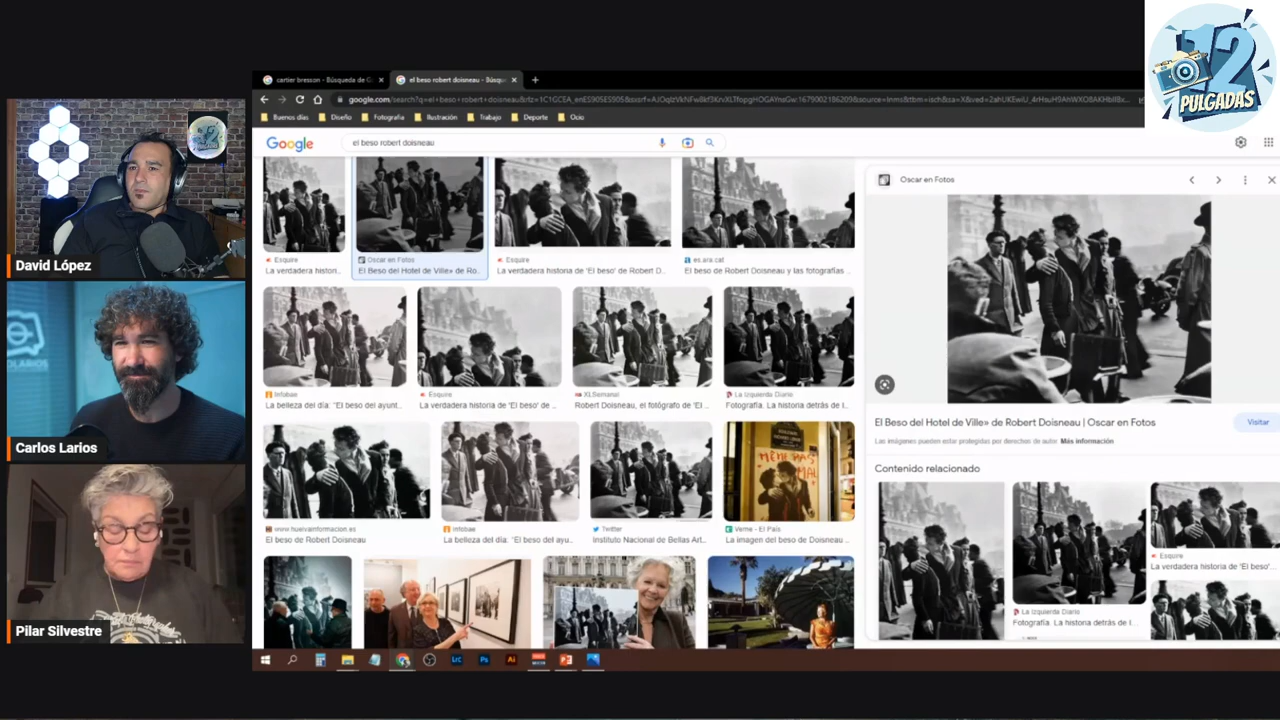 12
PULGADAS
cartier bresson - Búsqueda de G
el beso robert doisneau - Búsqu
Buenos días
Diseño
Fotografía
Ilustración
Trabajo
Deporte
Ocio
Google
el beso robert doisneau
Esquire
La verdadera histori..
Oscar en Fotos
El Beso del Hotel de Ville» de Ro..
Esquire
La verdadera historia de 'El beso' de Robert D..
es.ara.cat
El beso de Robert Doisneau y las fotografías ..
Infobae
La belleza del día: "El beso del ayunt..
Esquire
La verdadera historia de 'El beso' de ..
XLSemanal
Robert Doisneau, el fotógrafo de 'El ..
La Izquierda Diario
Fotografía. La historia detrás de l..
El beso de Robert Doisneau
Infobae
La belleza del día: "El beso del ayu..
Twitter
Instituto Nacional de Bellas Art..
MÊME PAS
MAL!
Verne - El País
La imagen del beso de Doisneau ..
Oscar en Fotos
El Beso del Hotel de Ville» de Robert Doisneau | Oscar en Fotos
Visitar
Las imágenes pueden estar protegidas por derechos de autor. Más información
Contenido relacionado
La Izquierda Diario
Fotografía. La historia detrás de l...
Esquire
La verdadera historia de 'El beso'...
David López
Carlos Larios
Pilar Silvestre
LrC
Ps
Ai